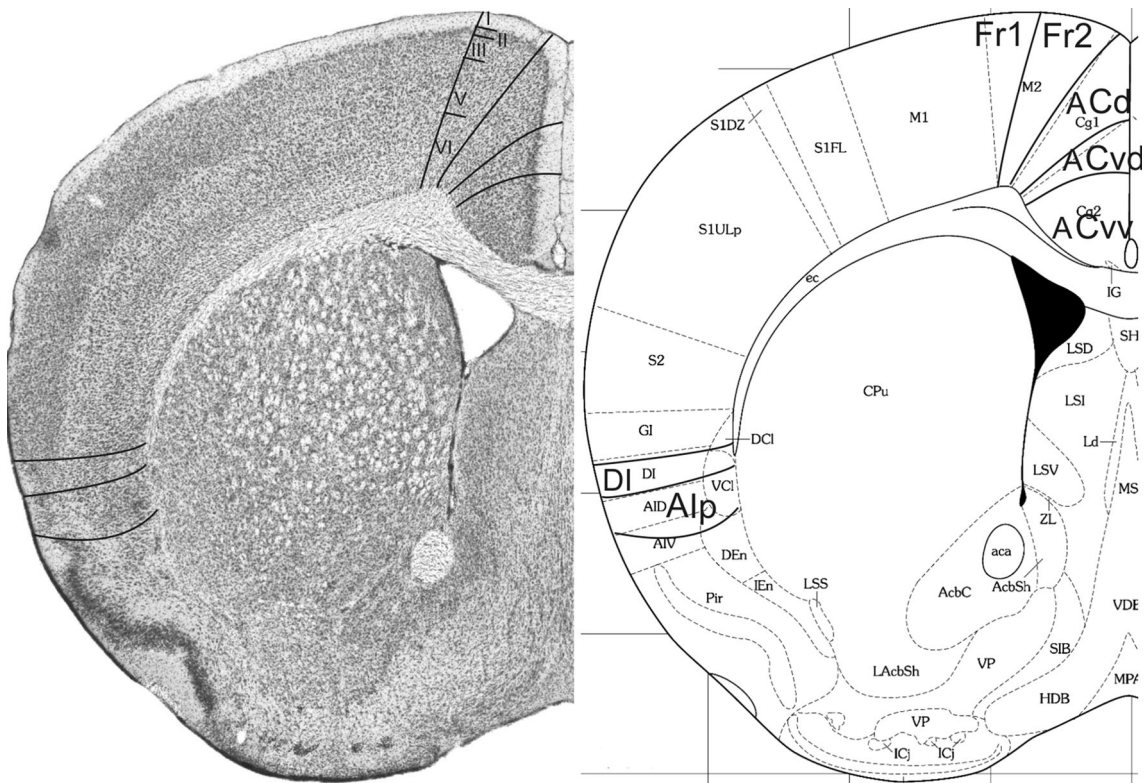 I
II
III
V
VI
Fr1
Fr2
M2
ACd
Cg1
ACvd
Cg2
ACvv
M1
S1DZ
S1FL
S1ULp
ec
IG
LSD
SH
S2
CPu
LSI
GI
DCl
Ld
DI
DI
VCl
LSV
MS
AID
AIp
ZL
AIV
DEn
aca
IEn
LSS
AcbC
AcbSh
Pir
VDB
SIB
LAcbSh
VP
MPA
HDB
VP
ICj
ICj